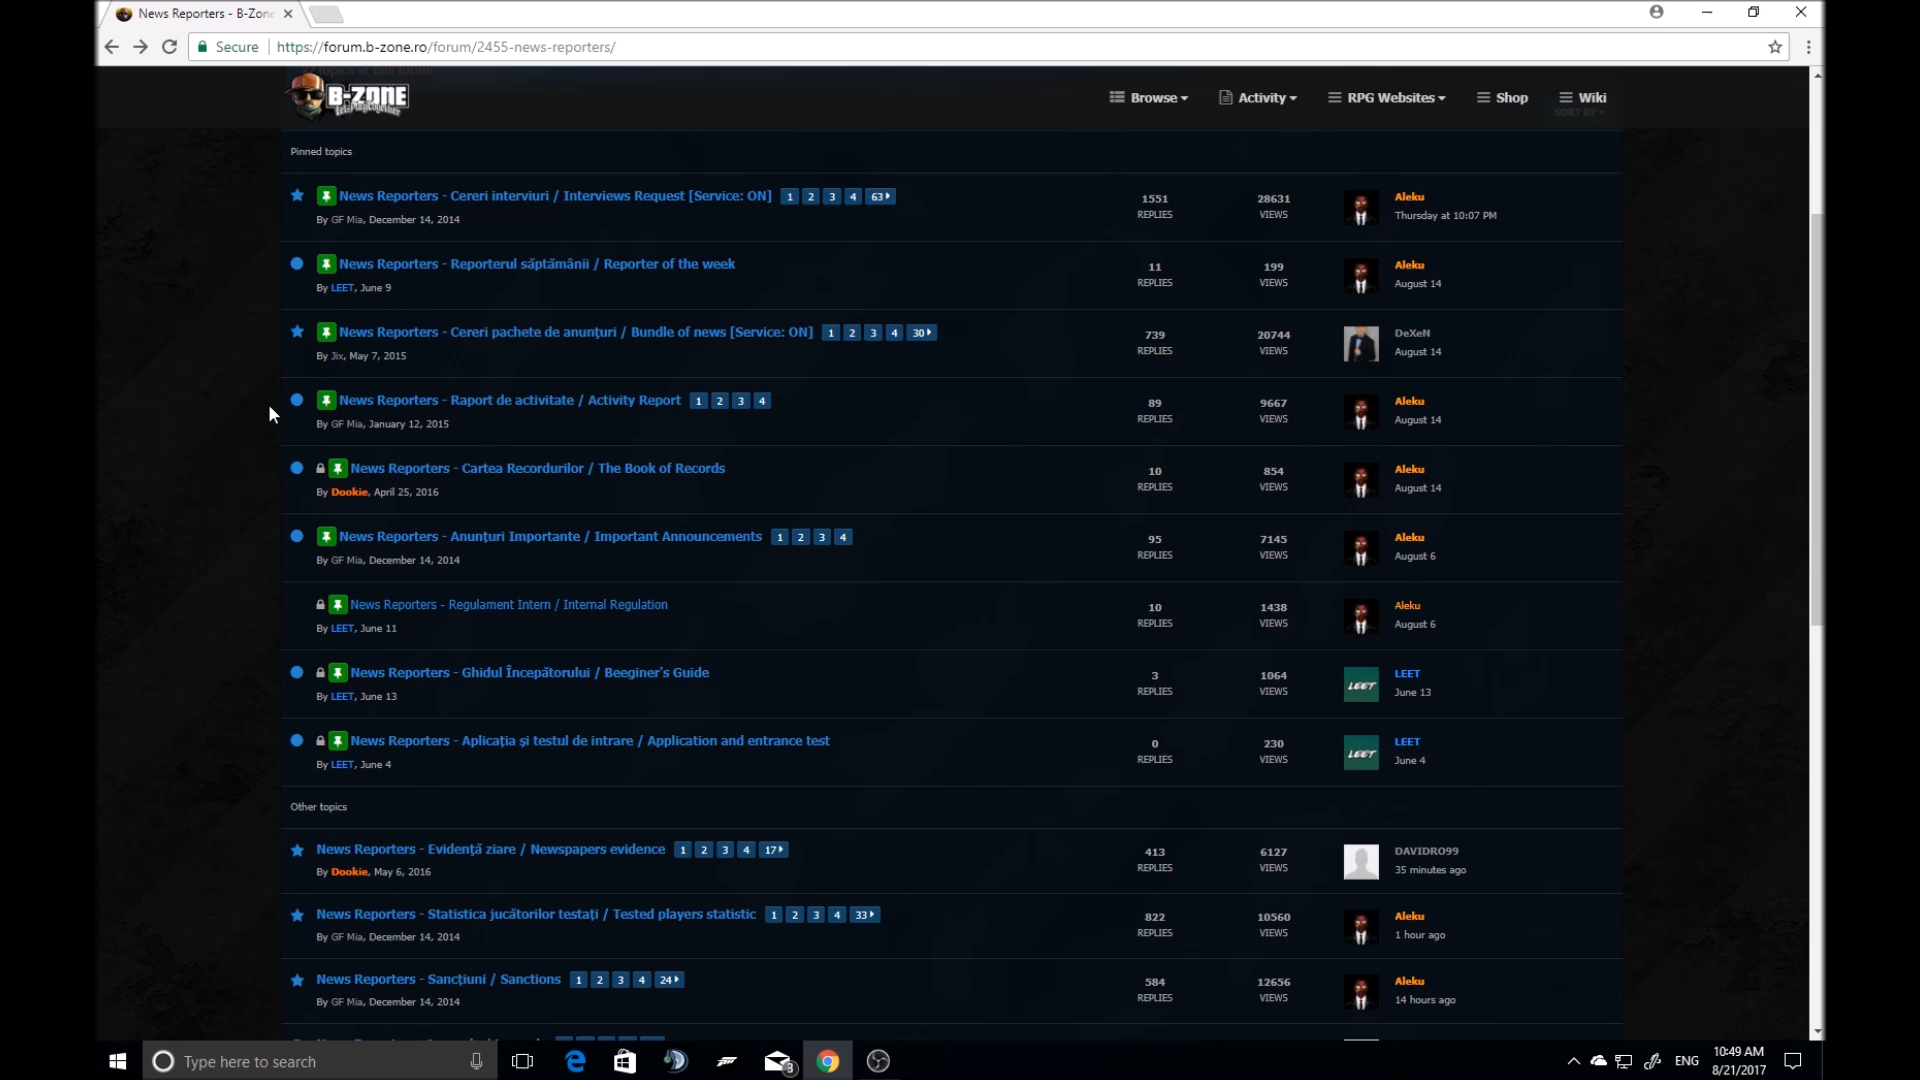 News Reporters - B-Zone
Secure https://forum.b-zone.ro/forum/2455-news-reporters/
B-ZONE
Browse Activity RPG Websites Shop Wiki
SORT BY
Pinned topics
News Reporters - Cereri interviuri / Interviews Request [Service: ON] 1 2 3 4 63
By GF Mia, December 14, 2014
1551 REPLIES
28631 VIEWS
Aleku
Thursday at 10:07 PM
News Reporters - Reporterul săptămânii / Reporter of the week
By LEET, June 9
11 REPLIES
199 VIEWS
Aleku
August 14
News Reporters - Cereri pachete de anunţuri / Bundle of news [Service: ON] 1 2 3 4 30
By Jix, May 7, 2015
739 REPLIES
20744 VIEWS
DeXeN
August 14
News Reporters - Raport de activitate / Activity Report 1 2 3 4
By GF Mia, January 12, 2015
89 REPLIES
9667 VIEWS
Aleku
August 14
News Reporters - Cartea Recordurilor / The Book of Records
By Dookie, April 25, 2016
10 REPLIES
854 VIEWS
Aleku
August 14
News Reporters - Anunţuri Importante / Important Announcements 1 2 3 4
By GF Mia, December 14, 2014
95 REPLIES
7145 VIEWS
Aleku
August 6
News Reporters - Regulament Intern / Internal Regulation
By LEET, June 11
10 REPLIES
1438 VIEWS
Aleku
August 6
News Reporters - Ghidul Începătorului / Beeginer's Guide
By LEET, June 13
3 REPLIES
1064 VIEWS
LEET
LEET
June 13
News Reporters - Aplicaţia şi testul de intrare / Application and entrance test
By LEET, June 4
0 REPLIES
230 VIEWS
LEET
LEET
June 4
Other topics
News Reporters - Evidenţă ziare / Newspapers evidence 1 2 3 4 17
By Dookie, May 6, 2016
413 REPLIES
6127 VIEWS
DAVIDRO99
35 minutes ago
News Reporters - Statistica jucătorilor testaţi / Tested players statistic 1 2 3 4 33
By GF Mia, December 14, 2014
822 REPLIES
10560 VIEWS
Aleku
1 hour ago
News Reporters - Sancţiuni / Sanctions 1 2 3 4 24
By GF Mia, December 14, 2014
584 REPLIES
12656 VIEWS
Aleku
14 hours ago
Type here to search
3
ENG
10:49 AM
8/21/2017